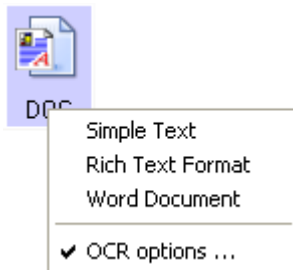 DOC
Simple Text
Rich Text Format
Word Document
OCR options ...